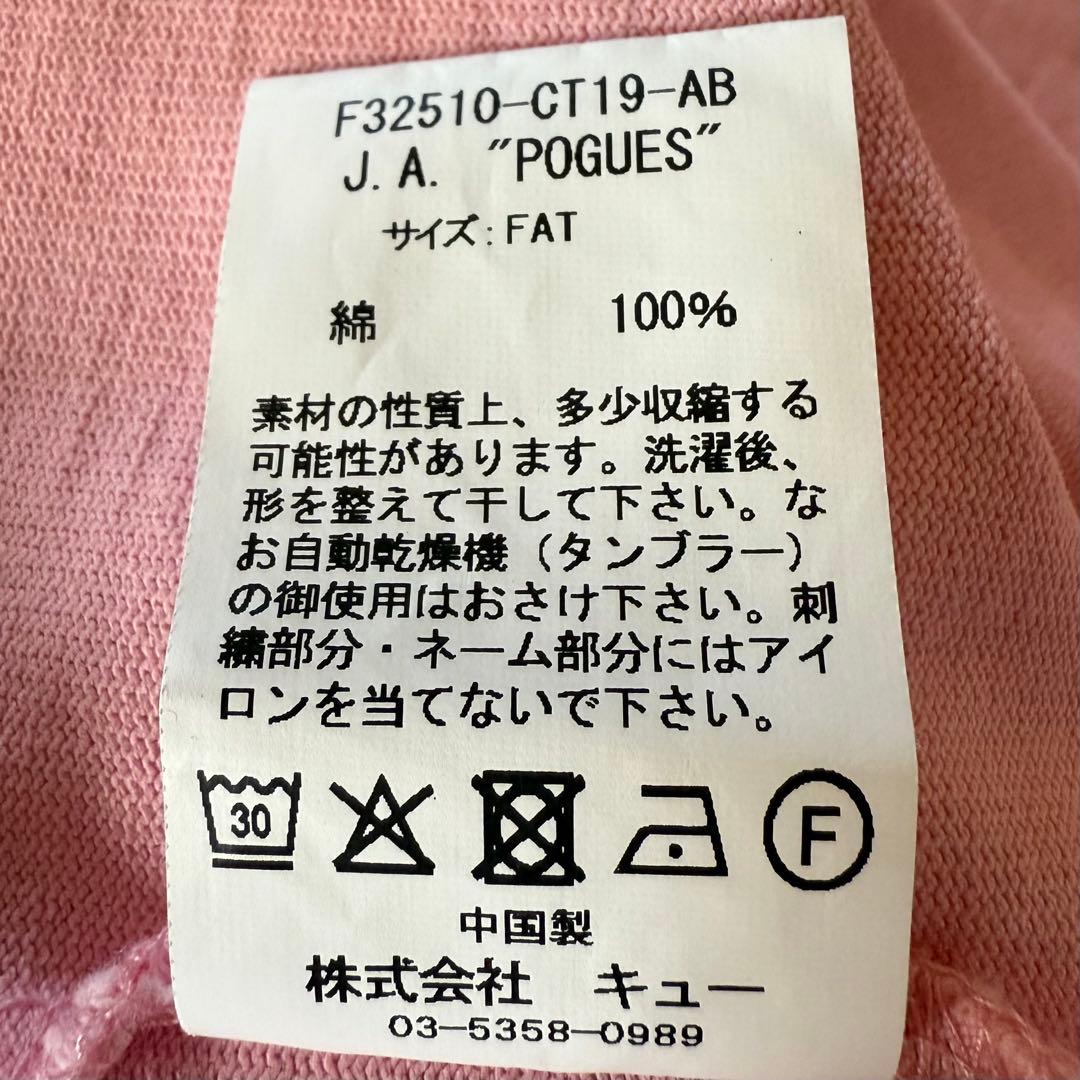 F32510-CT19-AB
J.A. "POGUES"
サイズ:FAT
綿 100%
素材の性質上、多少収縮する
可能性があります。洗濯後、
形を整えて干して下さい。な
お自動乾燥機(タンブラー)
の御使用はおさけ下さい。刺
繍部分・ネーム部分にはアイ
ロンを当てないで下さい。
30 F
中国製
株式会社 キュー
03-5358-0989